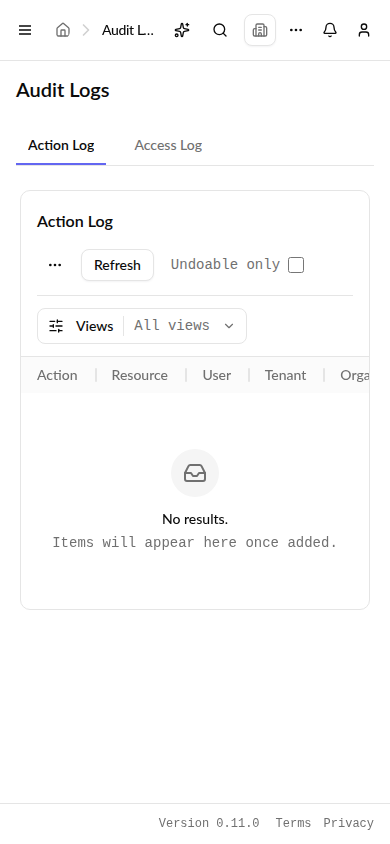 Audit L...
Audit Logs
Action Log
Access Log
Action Log
Refresh
Undoable only
Views
All views
Action
Resource
User
Tenant
Orga
No results.
Items will appear here once added.
Version 0.11.0
Terms
Privacy